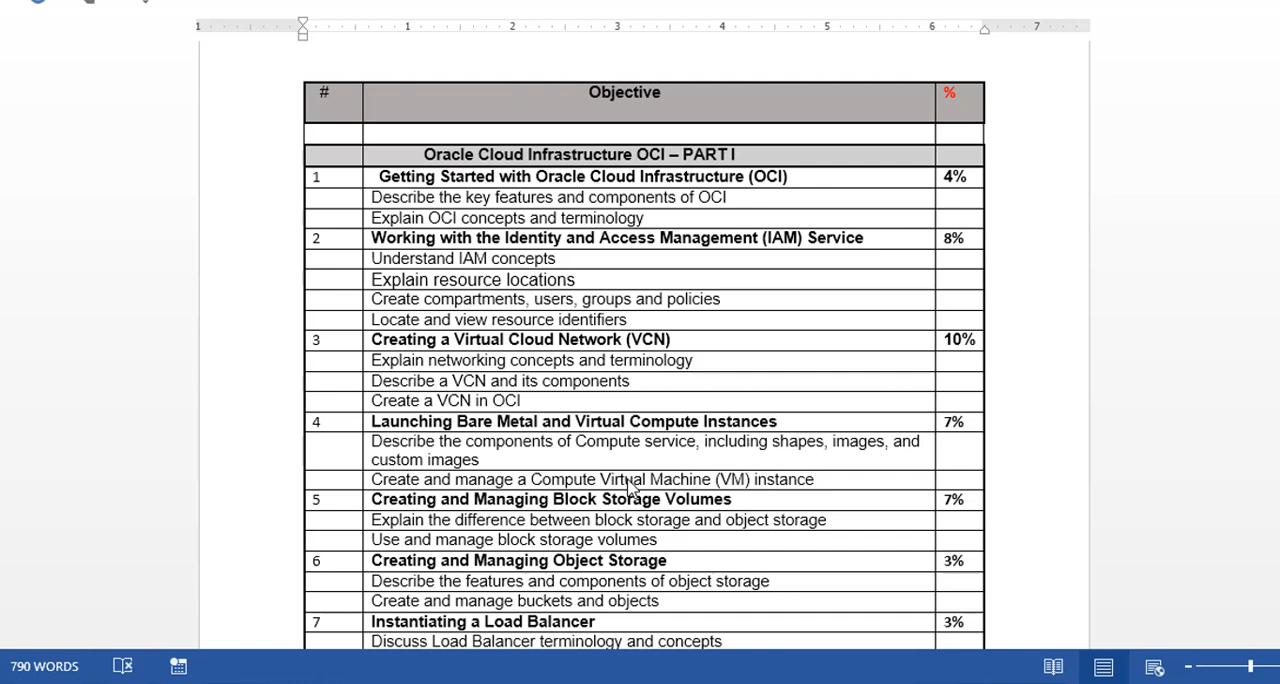 1 1 2 3 4 5 6 7
# Objective %
Oracle Cloud Infrastructure OCI – PART I
1 Getting Started with Oracle Cloud Infrastructure (OCI) 4%
Describe the key features and components of OCI
Explain OCI concepts and terminology
2 Working with the Identity and Access Management (IAM) Service 8%
Understand IAM concepts
Explain resource locations
Create compartments, users, groups and policies
Locate and view resource identifiers
3 Creating a Virtual Cloud Network (VCN) 10%
Explain networking concepts and terminology
Describe a VCN and its components
Create a VCN in OCI
4 Launching Bare Metal and Virtual Compute Instances 7%
Describe the components of Compute service, including shapes, images, and
custom images
Create and manage a Compute Virtual Machine (VM) instance
5 Creating and Managing Block Storage Volumes 7%
Explain the difference between block storage and object storage
Use and manage block storage volumes
6 Creating and Managing Object Storage 3%
Describe the features and components of object storage
Create and manage buckets and objects
7 Instantiating a Load Balancer 3%
Discuss Load Balancer terminology and concepts
790 WORDS